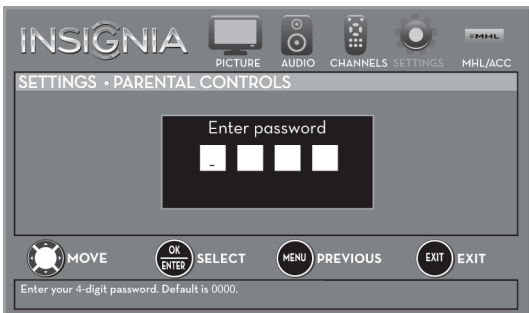 INSIGNIA
PICTURE AUDIO CHANNELS SETTINGS MHL MHL/ACC
SETTINGS • PARENTAL CONTROLS
Enter password
_
MOVE OK ENTER SELECT MENU PREVIOUS EXIT EXIT
Enter your 4-digit password. Default is 0000.